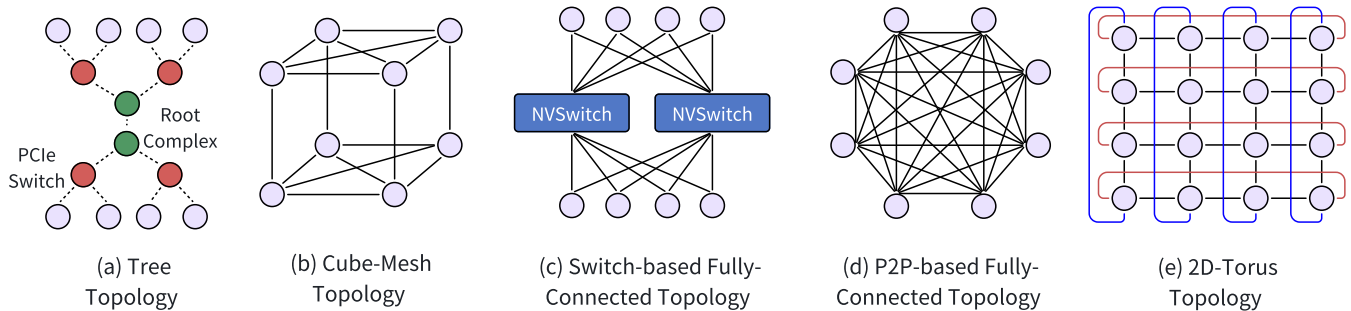 Root
Complex
PCIe
Switch
NVSwitch
NVSwitch
(a) Tree
Topology
(b) Cube-Mesh
Topology
(c) Switch-based Fully-
Connected Topology
(d) P2P-based Fully-
Connected Topology
(e) 2D-Torus
Topology